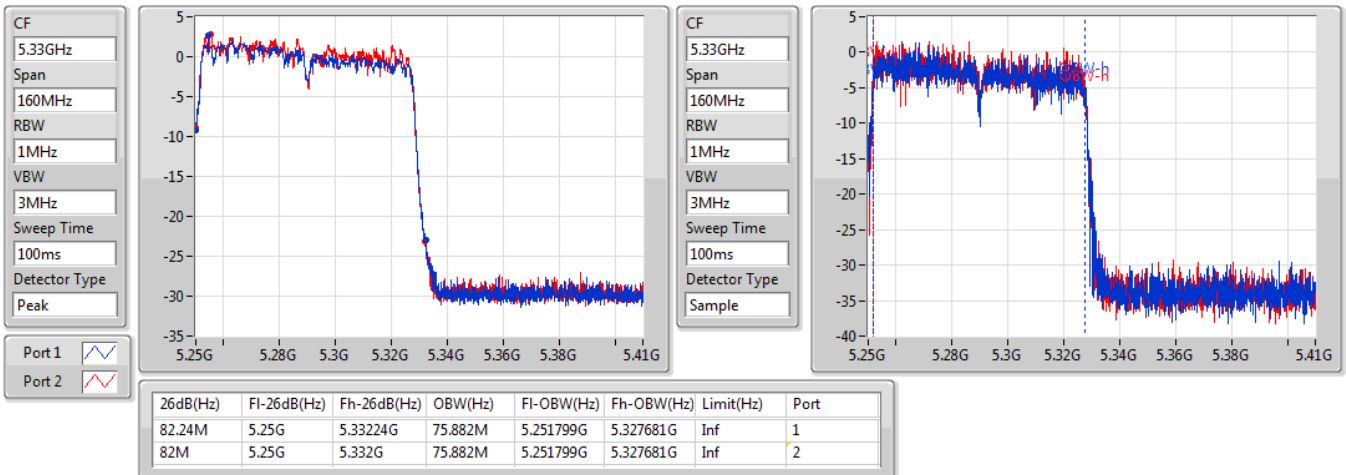 CF
5.33GHz
Span
160MHz
RBW
1MHz
VBW
3MHz
Sweep Time
100ms
Detector Type
Peak
Port 1
Port 2
5
0
-5
-10
-15
-20
-25
-30
-35
5.25G 5.28G 5.3G 5.32G 5.34G 5.36G 5.38G 5.41G
CF
5.33GHz
Span
160MHz
RBW
1MHz
VBW
3MHz
Sweep Time
100ms
Detector Type
Sample
5
0
-5
-10
-15
-20
-25
-30
-35
-40
OBW-h
5.25G 5.28G 5.3G 5.32G 5.34G 5.36G 5.38G 5.41G
26dB(Hz) Fl-26dB(Hz) Fh-26dB(Hz) OBW(Hz) Fl-OBW(Hz) Fh-OBW(Hz) Limit(Hz) Port
82.24M 5.25G 5.33224G 75.882M 5.251799G 5.327681G Inf 1
82M 5.25G 5.332G 75.882M 5.251799G 5.327681G Inf 2